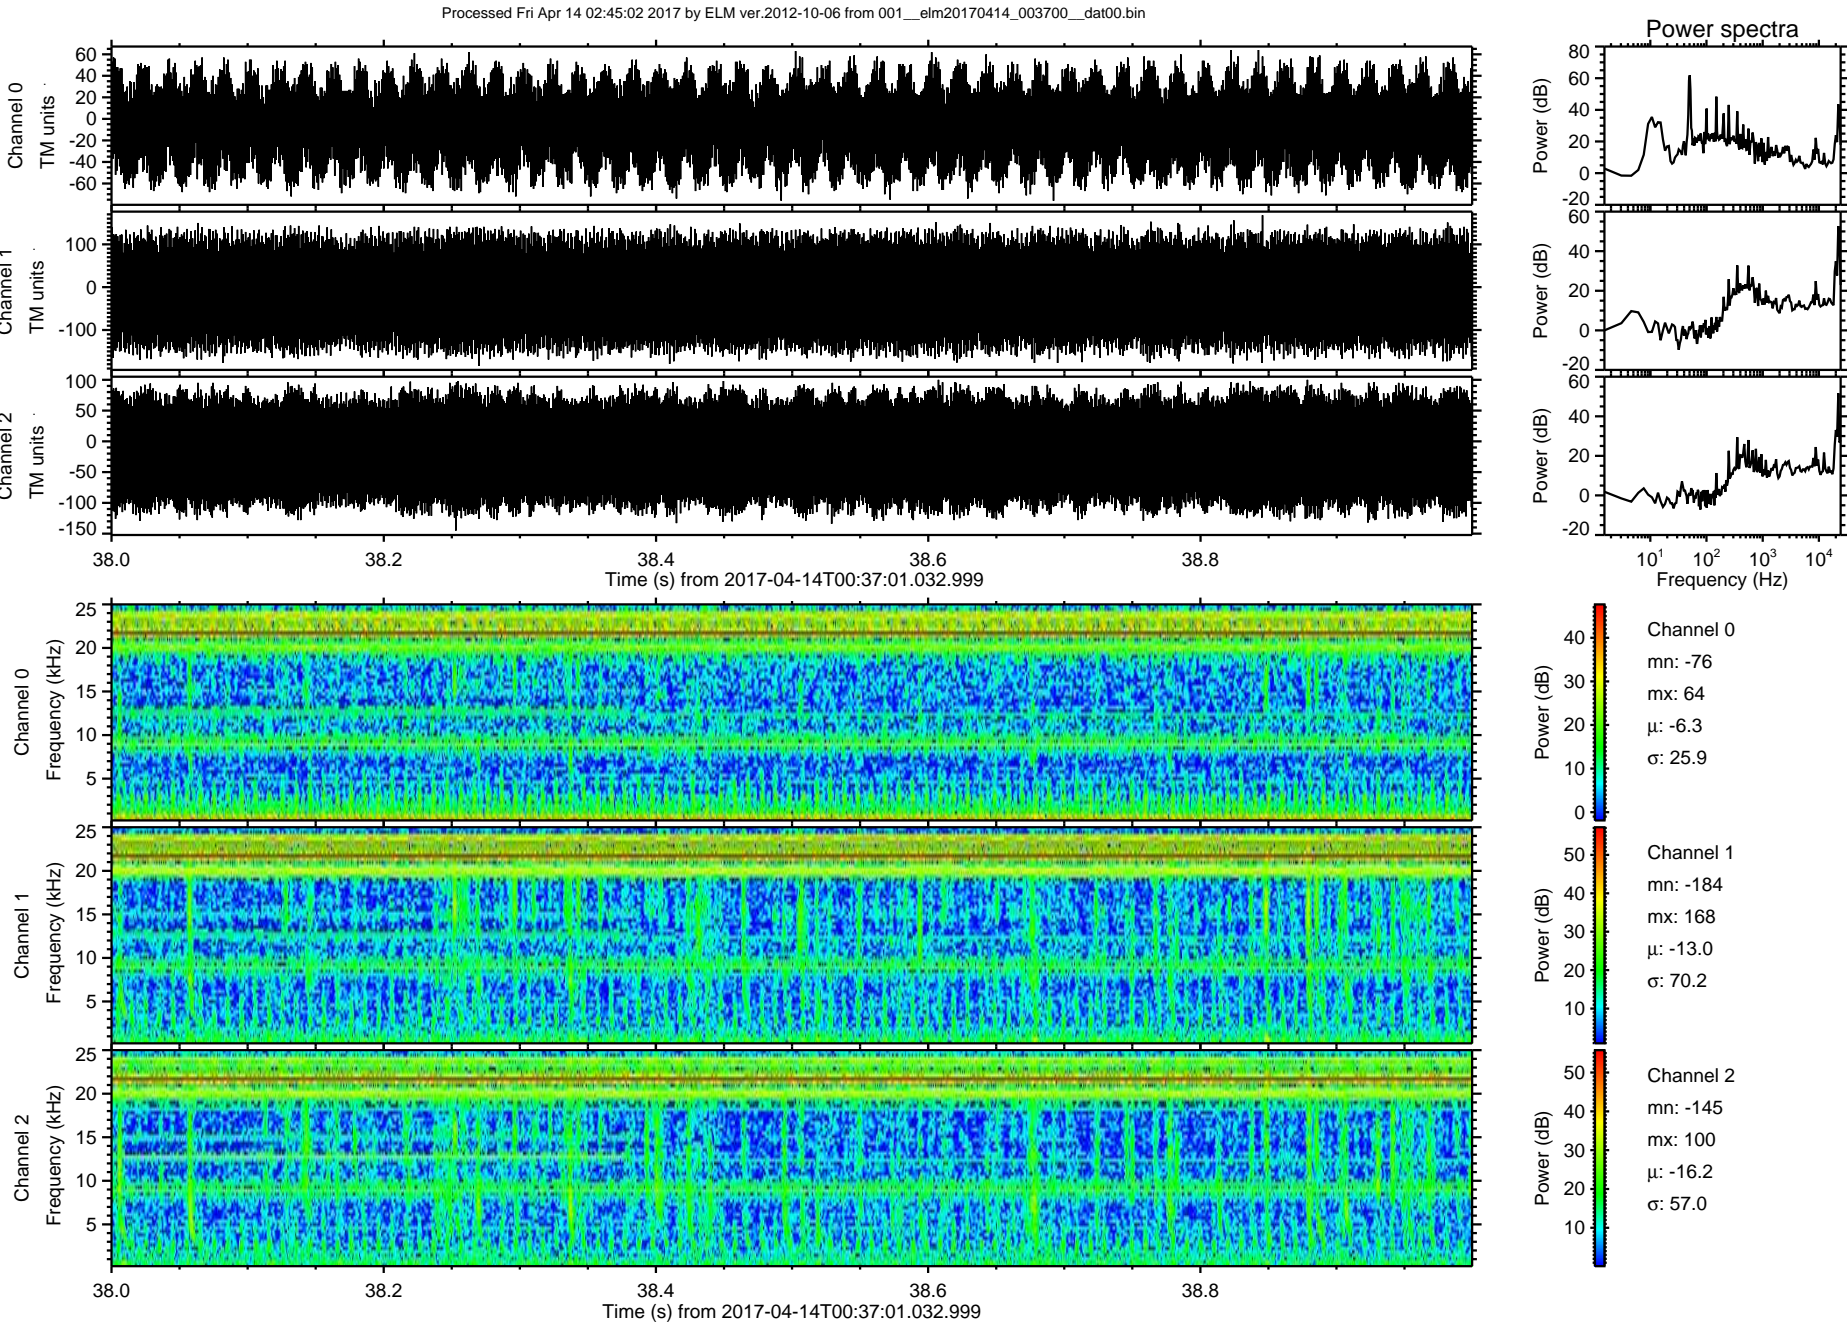 Processed Fri Apr 14 02:45:02 2017 by ELM ver.2012-10-06 from 001__elm20170414_003700__dat00.bin
Power spectra
Channel 0
TM units
60
40
20
0
-20
-40
-60
Power (dB)
80
60
40
20
0
-20
Channel 1
TM units
100
0
-100
Power (dB)
60
40
20
0
-20
Channel 2
TM units
100
50
0
-50
-100
-150
Power (dB)
60
40
20
0
-20
38.0 38.2 38.4 38.6 38.8
Time (s) from 2017-04-14T00:37:01.032.999
10^1 10^2 10^3 10^4
Frequency (Hz)
Channel 0
Frequency (kHz)
25
20
15
10
5
Power (dB)
40
30
20
10
0
Channel 0
mn: -76
mx: 64
μ: -6.3
σ: 25.9
Channel 1
Frequency (kHz)
25
20
15
10
5
Power (dB)
50
40
30
20
10
Channel 1
mn: -184
mx: 168
μ: -13.0
σ: 70.2
Channel 2
Frequency (kHz)
25
20
15
10
5
Power (dB)
50
40
30
20
10
Channel 2
mn: -145
mx: 100
μ: -16.2
σ: 57.0
38.0 38.2 38.4 38.6 38.8
Time (s) from 2017-04-14T00:37:01.032.999